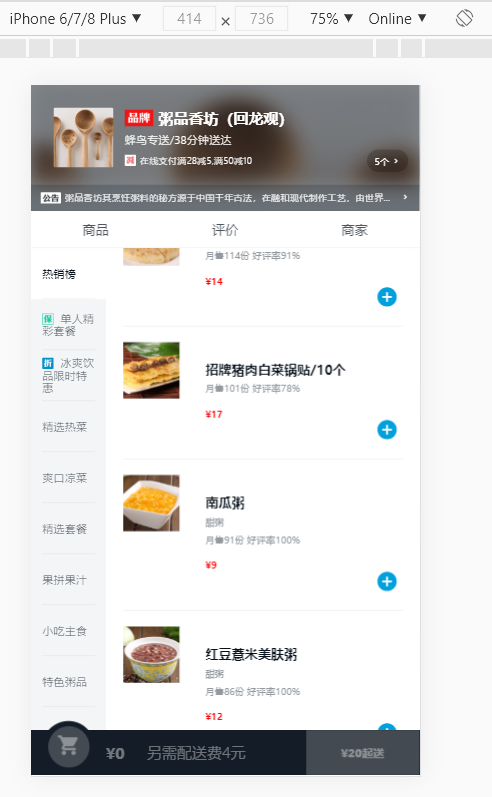 iPhone 6/7/8 Plus ▼ 414 × 736 75% ▼ Online ▼
品牌 粥品香坊（回龙观）
蜂鸟专送/38分钟送达
减 在线支付满28减5,满50减10
5个 >
公告 粥品香坊其烹饪粥料的秘方源于中国千年古法，在融和现代制作工艺，由世界... >
商品 评价 商家
热销榜
保 单人精
彩套餐
折 冰爽饮
品限时特
惠
精选热菜
爽口凉菜
精选套餐
果拼果汁
小吃主食
特色粥品
月售114份 好评率91%
¥14
招牌猪肉白菜锅贴/10个
月售101份 好评率78%
¥17
南瓜粥
甜粥
月售91份 好评率100%
¥9
红豆薏米美肤粥
甜粥
月售86份 好评率100%
¥12
¥0 另需配送费4元 ¥20起送